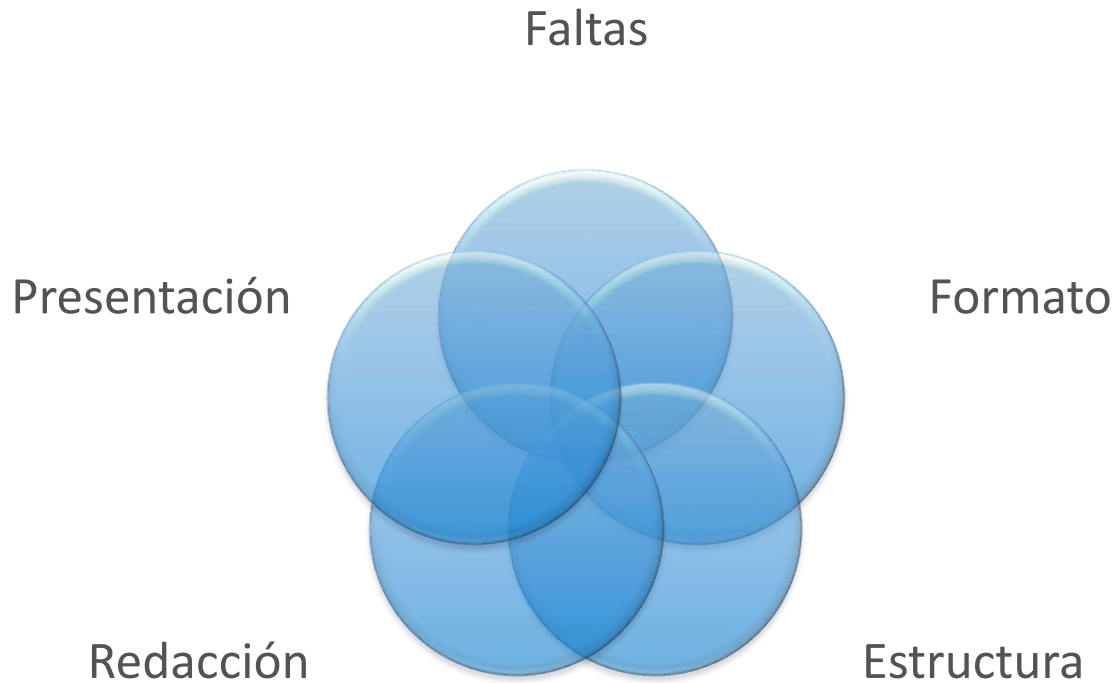 Faltas
Presentación
Formato
Redacción
Estructura